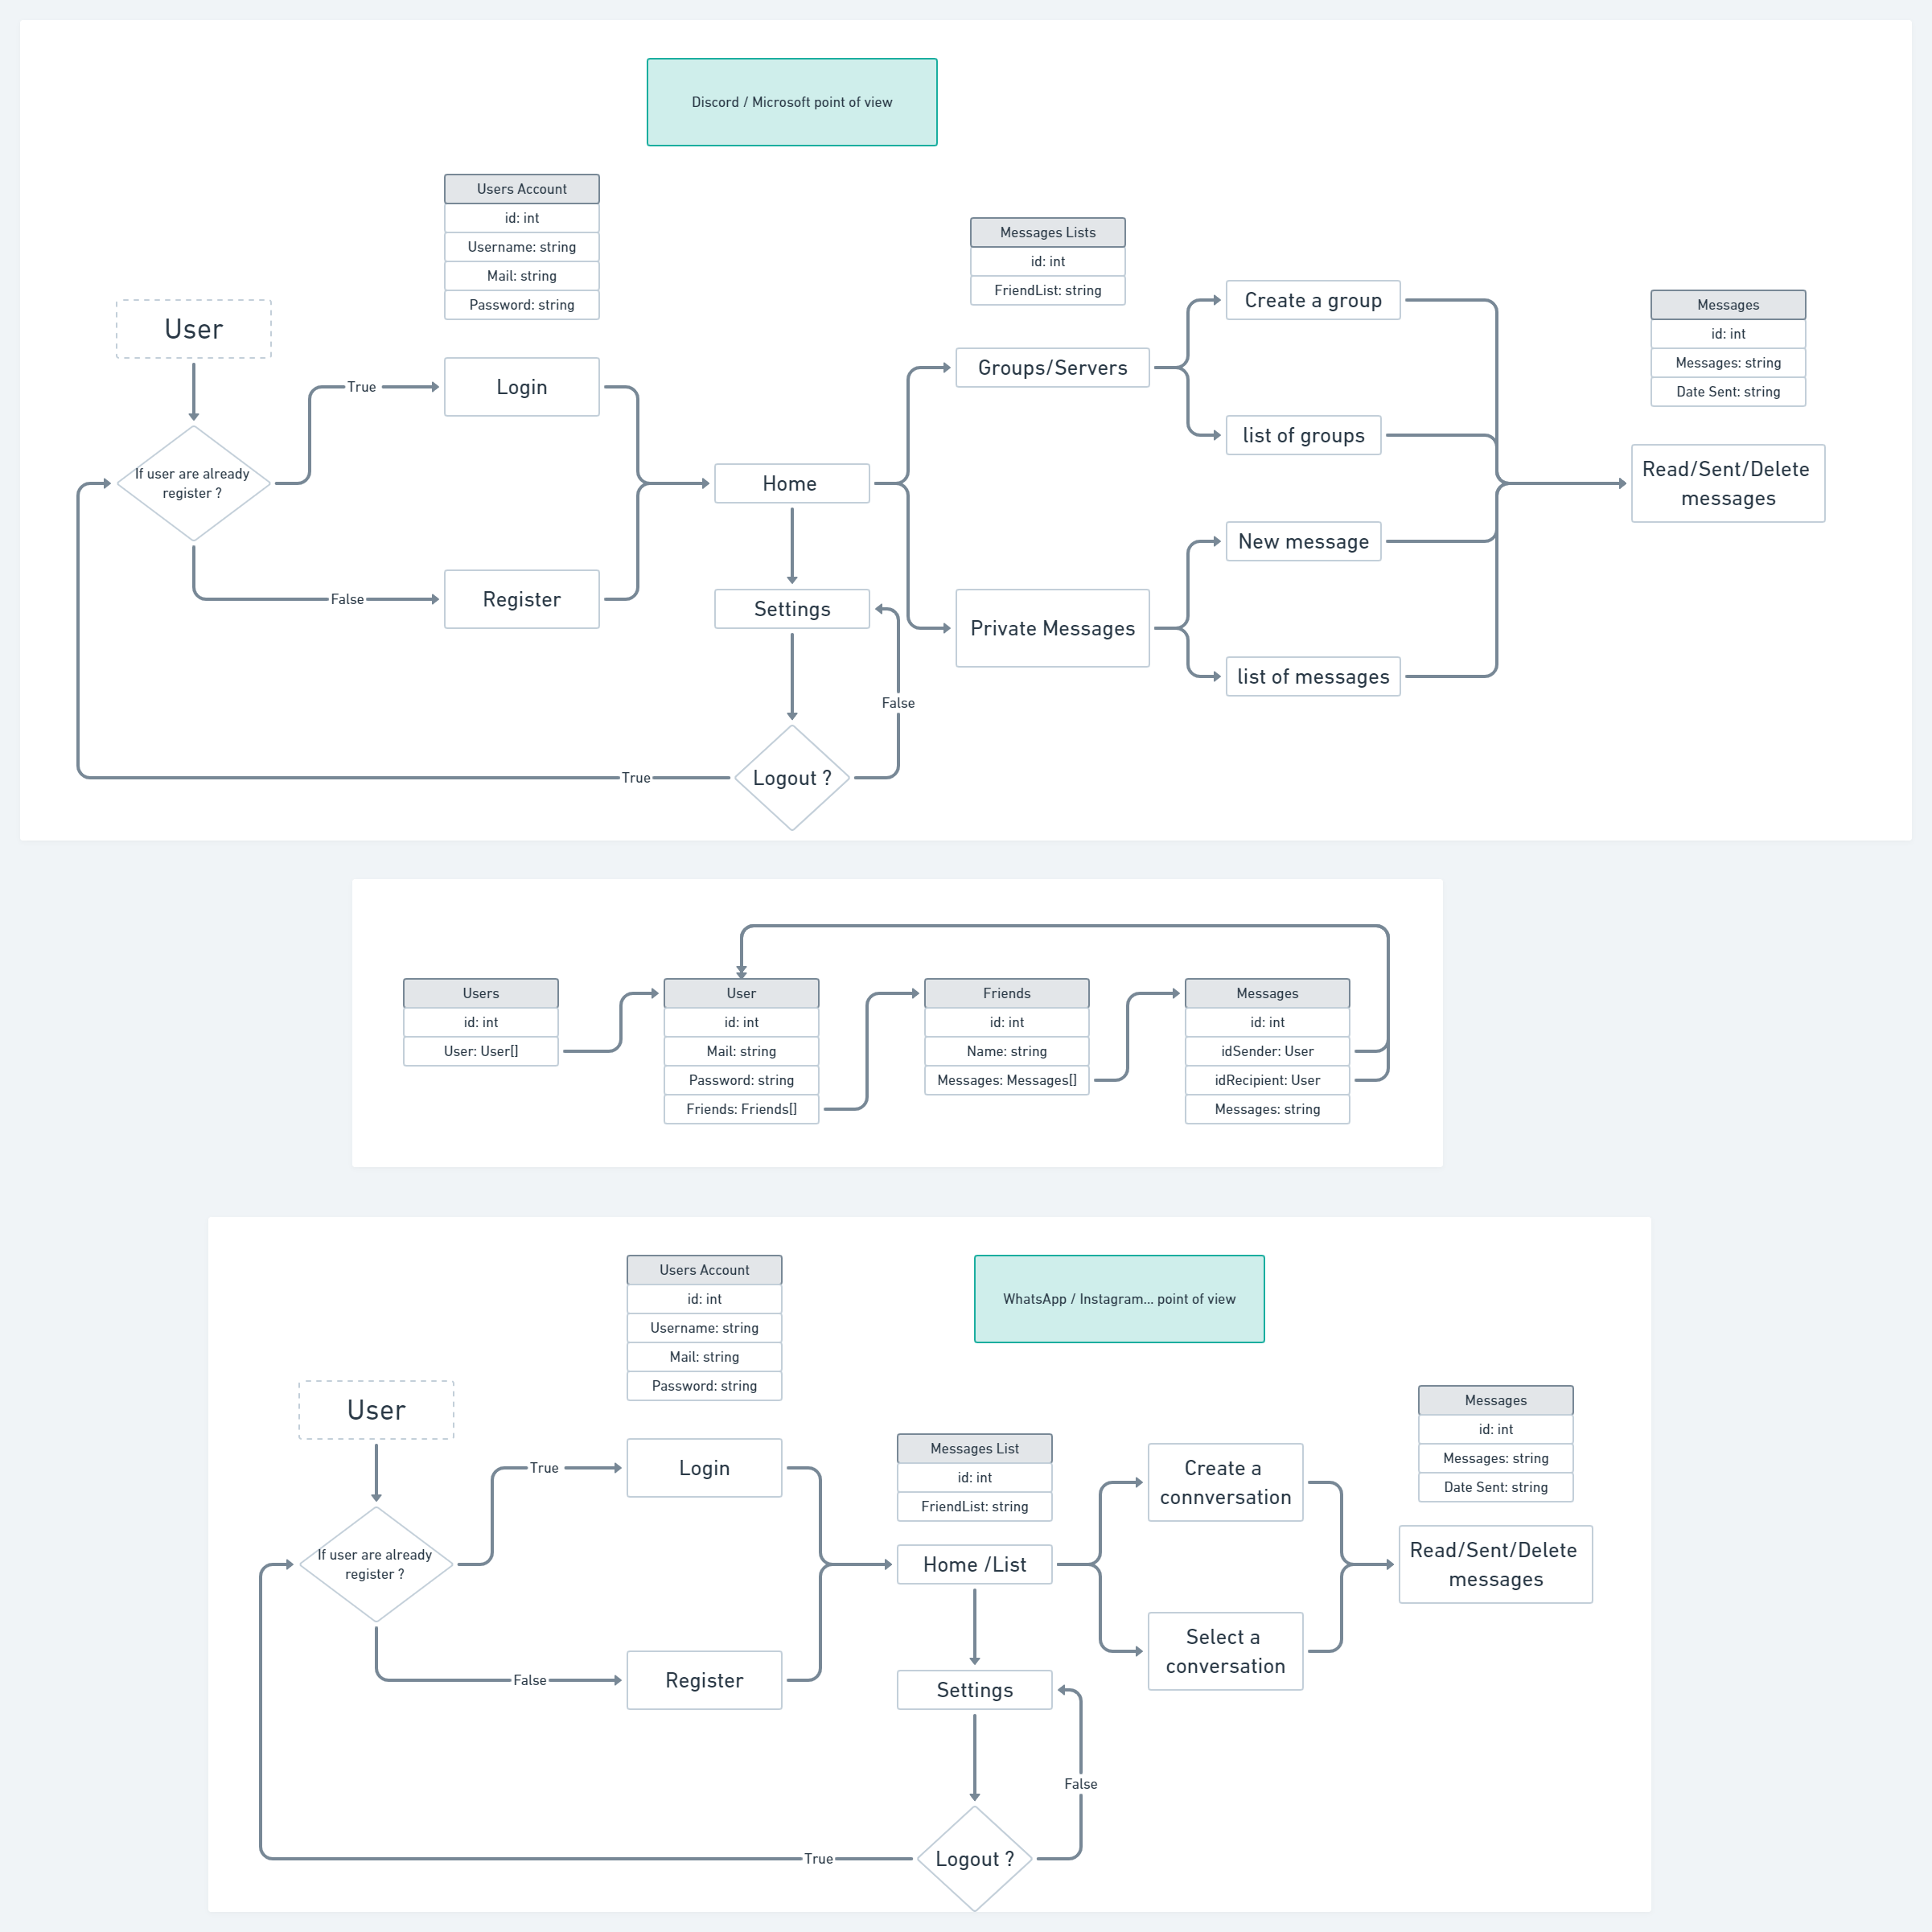 Discord / Microsoft point of view
Users Account
id: int
Username: string
Mail: string
Password: string
Messages Lists
id: int
FriendList: string
Messages
id: int
Messages: string
Date Sent: string
User
If user are already
register ?
True
False
Login
Register
Home
Settings
Logout ?
False
True
Groups/Servers
Private Messages
Create a group
list of groups
New message
list of messages
Read/Sent/Delete
messages
Users
id: int
User: User[]
User
id: int
Mail: string
Password: string
Friends: Friends[]
Friends
id: int
Name: string
Messages: Messages[]
Messages
id: int
idSender: User
idRecipient: User
Messages: string
WhatsApp / Instagram... point of view
Users Account
id: int
Username: string
Mail: string
Password: string
Messages List
id: int
FriendList: string
Messages
id: int
Messages: string
Date Sent: string
User
If user are already
register ?
True
False
Login
Register
Home /List
Settings
Logout ?
False
True
Create a
connversation
Select a
conversation
Read/Sent/Delete
messages